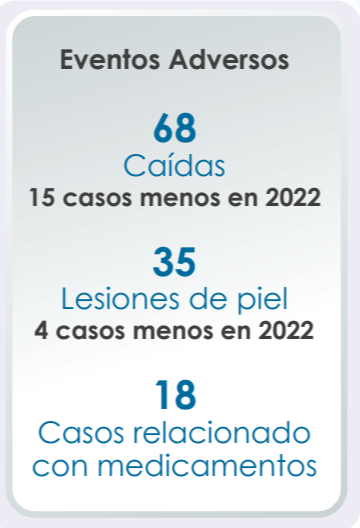 Eventos Adversos
68
Caídas
15 casos menos en 2022
35
Lesiones de piel
4 casos menos en 2022
18
Casos relacionado
con medicamentos